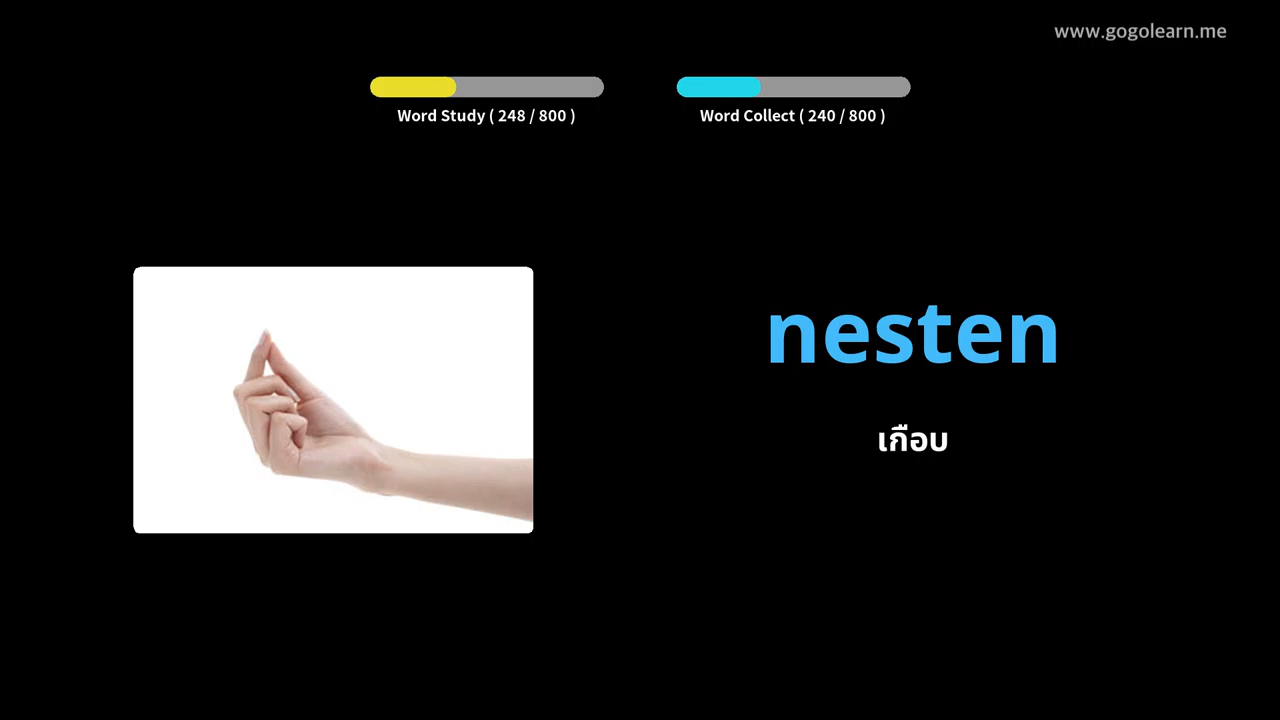 www.gogolearn.me
Word Study ( 248 / 800 )
Word Collect ( 240 / 800 )
nesten
เกือบ